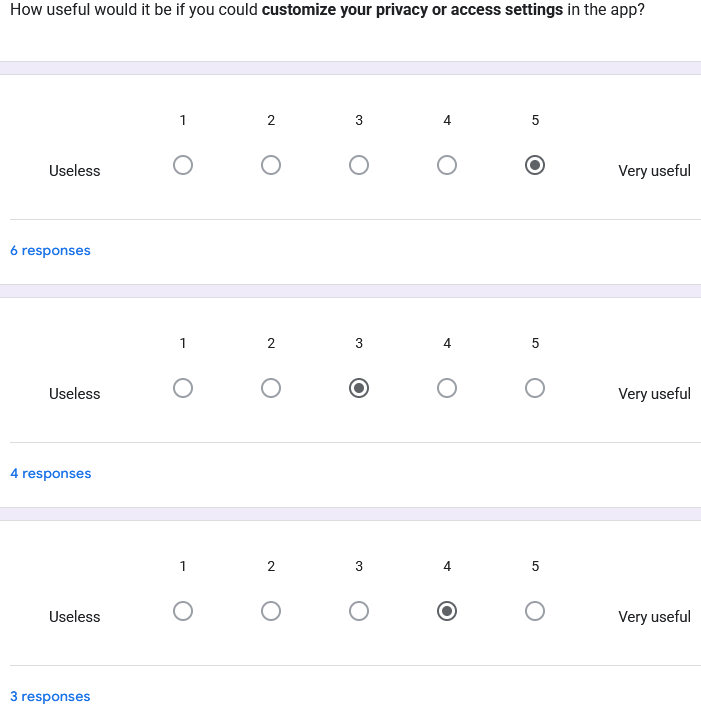 How useful would it be if you could customize your privacy or access settings in the app?
1 2 3 4 5
Useless Very useful
6 responses
1 2 3 4 5
Useless Very useful
4 responses
1 2 3 4 5
Useless Very useful
3 responses